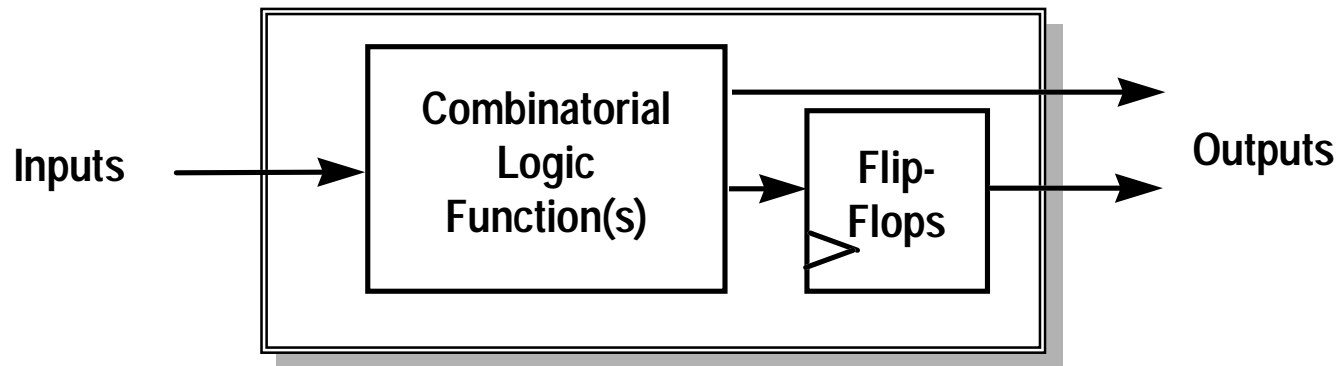 Inputs
Combinatorial
Logic
Function(s)
Flip-
Flops
Outputs